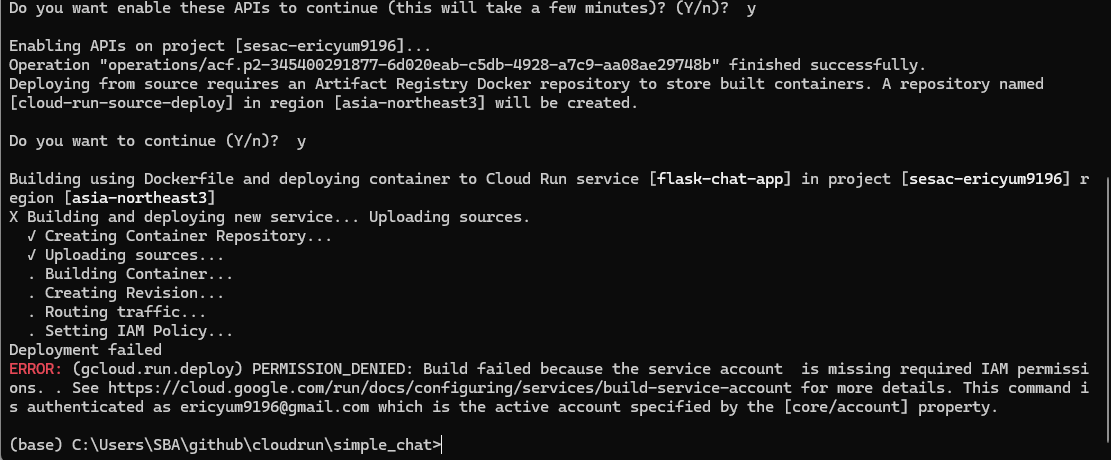 Do you want enable these APIs to continue (this will take a few minutes)? (Y/n)?  y
Enabling APIs on project [sesac-ericyum9196]...
Operation "operations/acf.p2-345400291877-6d020eab-c5db-4928-a7c9-aa08ae29748b" finished successfully.
Deploying from source requires an Artifact Registry Docker repository to store built containers. A repository named
[cloud-run-source-deploy] in region [asia-northeast3] will be created.
Do you want to continue (Y/n)?  y
Building using Dockerfile and deploying container to Cloud Run service [flask-chat-app] in project [sesac-ericyum9196] r
egion [asia-northeast3]
X Building and deploying new service... Uploading sources.
  √ Creating Container Repository...
  √ Uploading sources...
  . Building Container...
  . Creating Revision...
  . Routing traffic...
  . Setting IAM Policy...
Deployment failed
ERROR: (gcloud.run.deploy) PERMISSION_DENIED: Build failed because the service account  is missing required IAM permissi
ons. . See https://cloud.google.com/run/docs/configuring/services/build-service-account for more details. This command i
s authenticated as ericyum9196@gmail.com which is the active account specified by the [core/account] property.
(base) C:\Users\SBA\github\cloudrun\simple_chat>